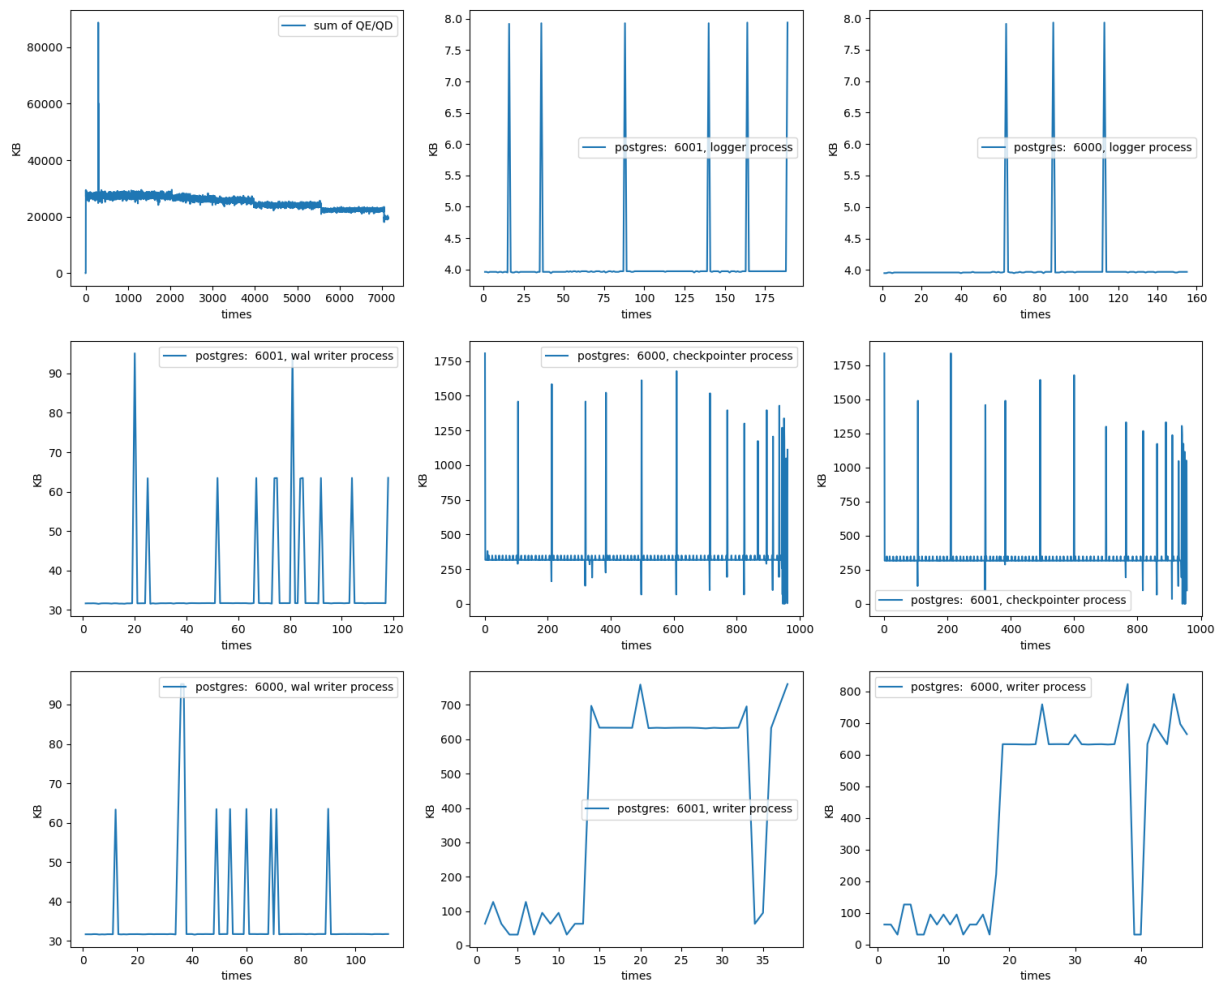 sum of QE/QD
KB
80000
60000
40000
20000
0
0 1000 2000 3000 4000 5000 6000 7000
times
postgres:  6001, logger process
KB
8.0
7.5
7.0
6.5
6.0
5.5
5.0
4.5
4.0
0 25 50 75 100 125 150 175
times
postgres:  6000, logger process
KB
8.0
7.5
7.0
6.5
6.0
5.5
5.0
4.5
4.0
0 20 40 60 80 100 120 140 160
times
postgres:  6001, wal writer process
KB
90
80
70
60
50
40
30
0 20 40 60 80 100 120
times
postgres:  6000, checkpointer process
KB
1750
1500
1250
1000
750
500
250
0
0 200 400 600 800 1000
times
postgres:  6001, checkpointer process
KB
1750
1500
1250
1000
750
500
250
0
0 200 400 600 800 1000
times
postgres:  6000, wal writer process
KB
90
80
70
60
50
40
30
0 20 40 60 80 100
times
postgres:  6001, writer process
KB
700
600
500
400
300
200
100
0
0 5 10 15 20 25 30 35
times
postgres:  6000, writer process
KB
800
700
600
500
400
300
200
100
0
0 10 20 30 40
times